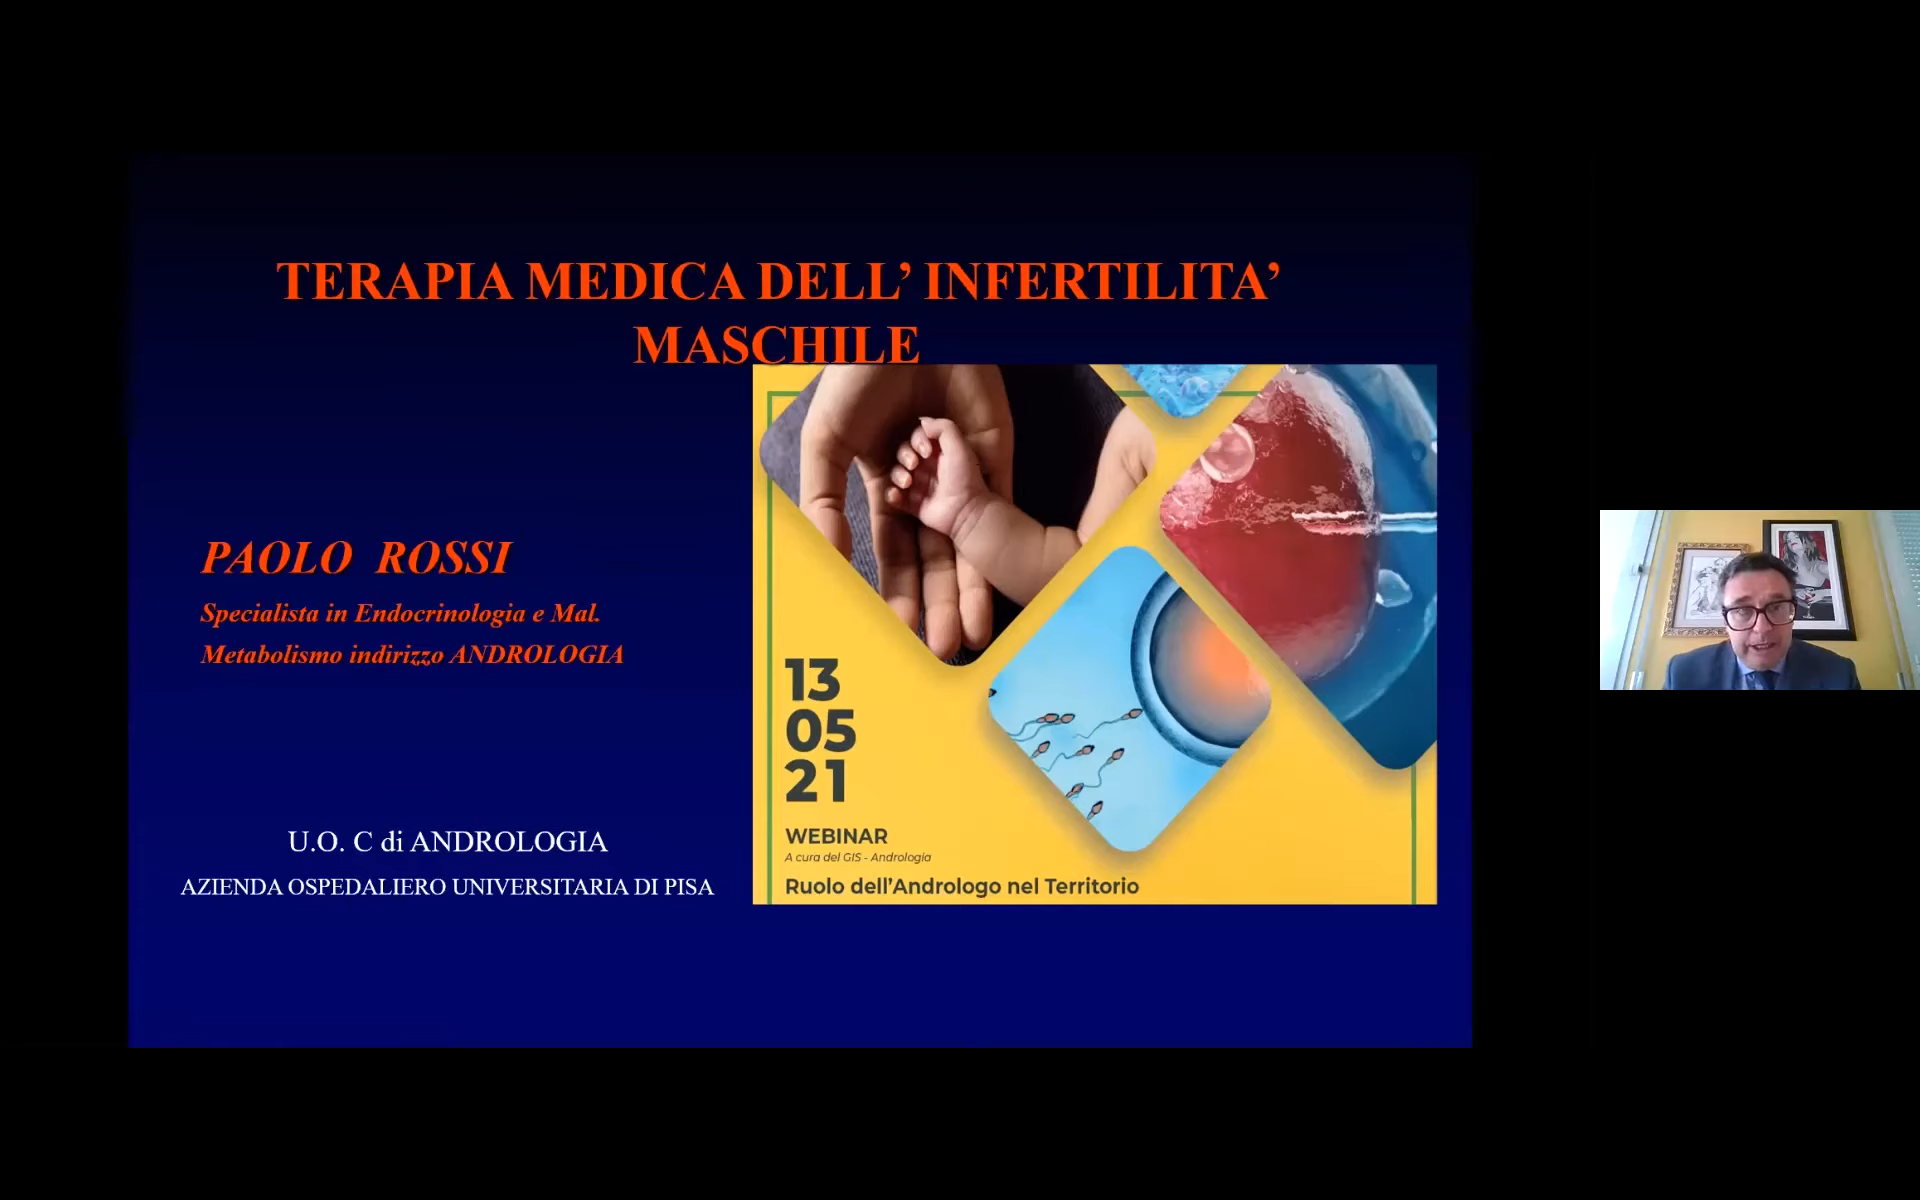 TERAPIA MEDICA DELL’ INFERTILITA’
MASCHILE
PAOLO ROSSI
Specialista in Endocrinologia e Mal.
Metabolismo indirizzo ANDROLOGIA
U.O. C di ANDROLOGIA
AZIENDA OSPEDALIERO UNIVERSITARIA DI PISA
13
05
21
WEBINAR
A cura del GIS - Andrologia
Ruolo dell’Andrologo nel Territorio